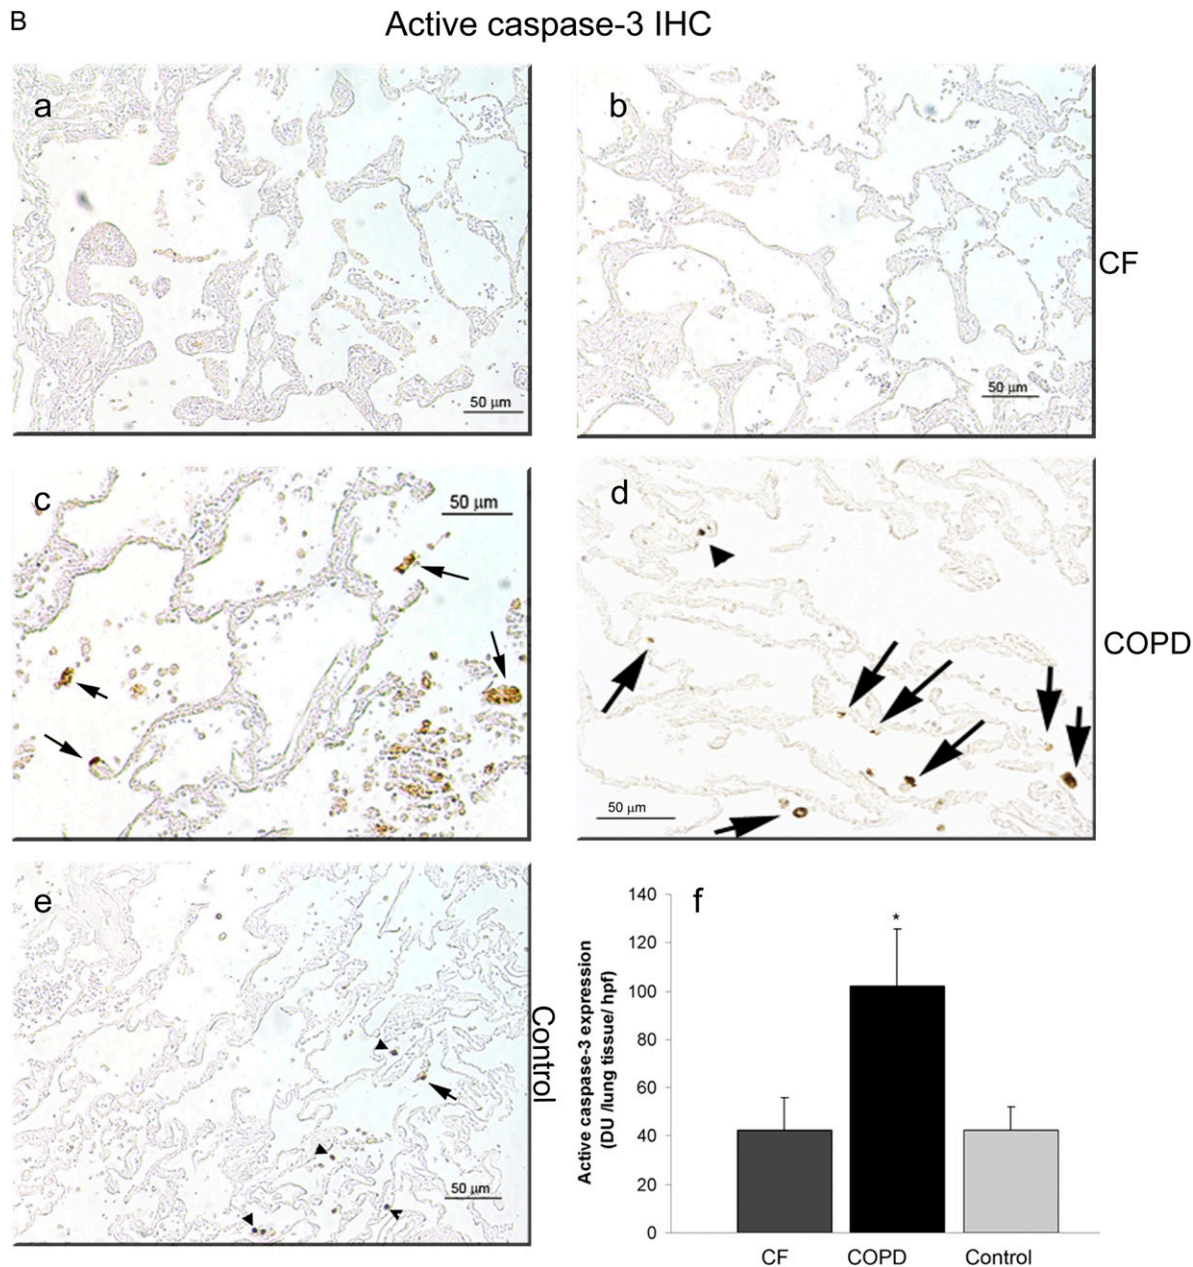 B
Active caspase-3 IHC
a
50 µm
b
50 µm
CF
c
50 µm
d
50 µm
COPD
e
50 µm
Control
f
Active caspase-3 expression
(DU /lung tissue/ hpf)
140
120
100
80
60
40
20
0
*
CF COPD Control